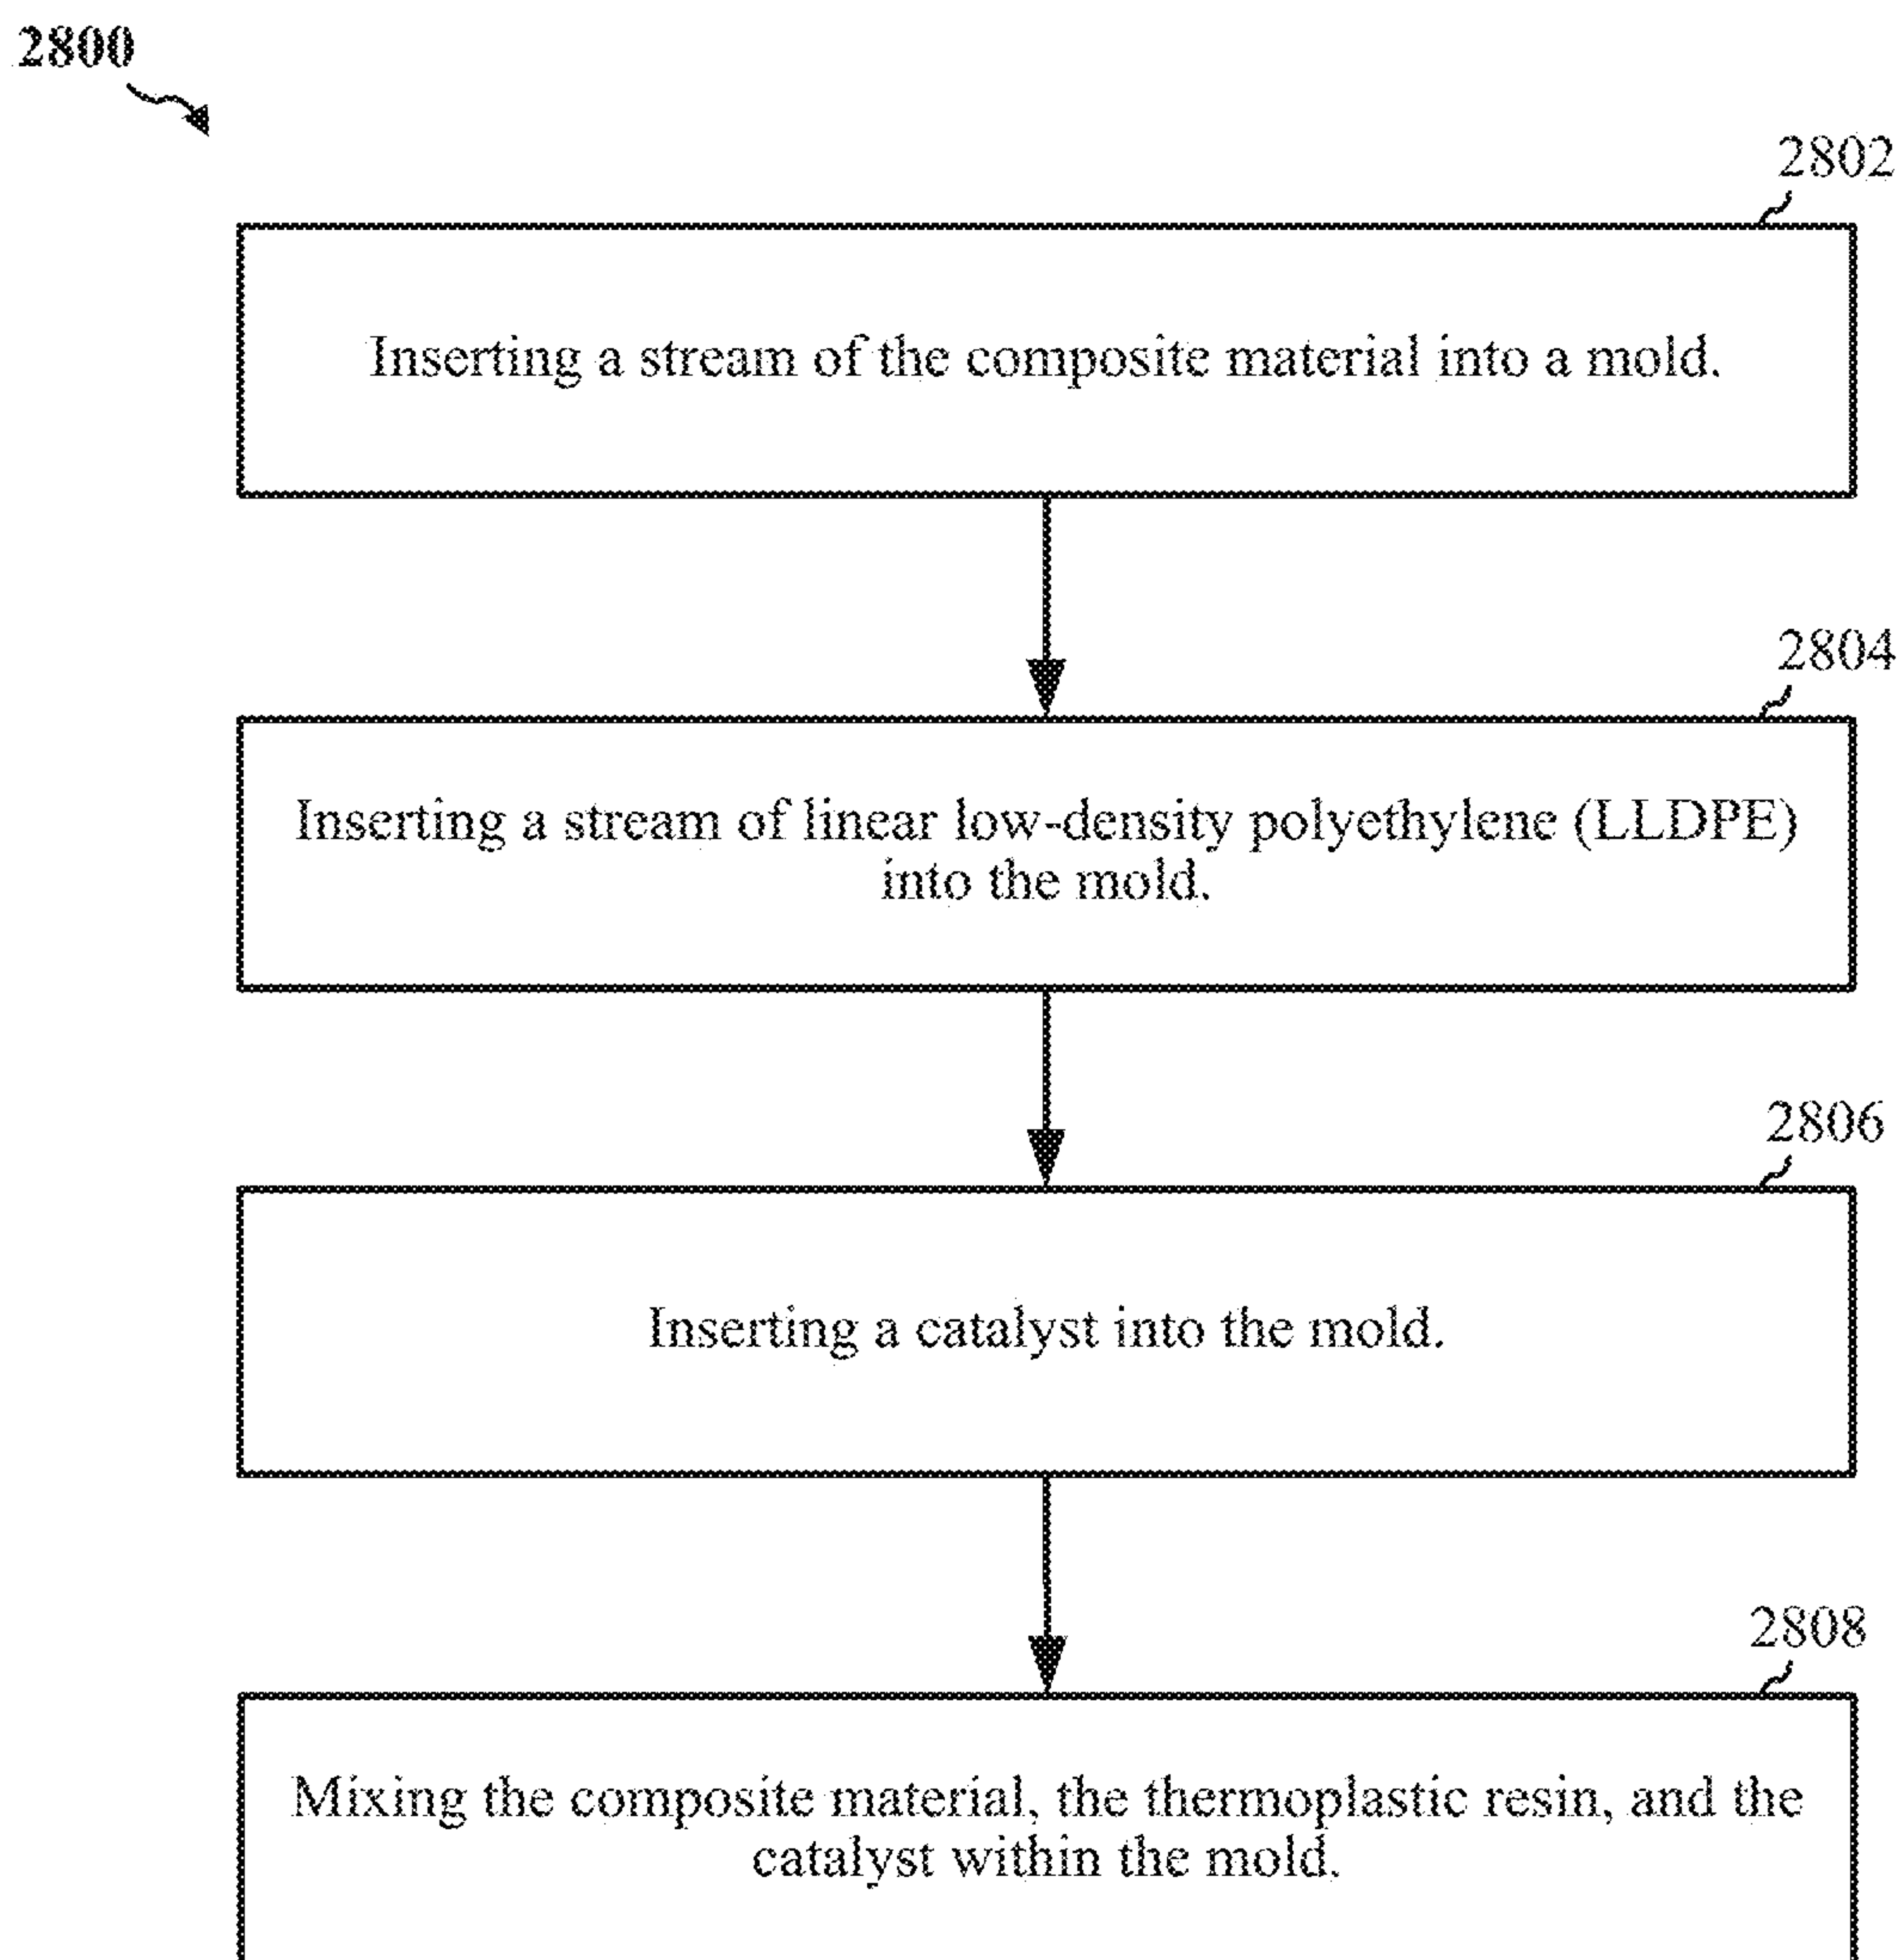 2800
2802
Inserting a stream of the composite material into a mold.
2804
Inserting a stream of linear low-density polyethylene (LLDPE)
into the mold.
2806
Inserting a catalyst into the mold.
2808
Mixing the composite material, the thermoplastic resin, and the
catalyst within the mold.